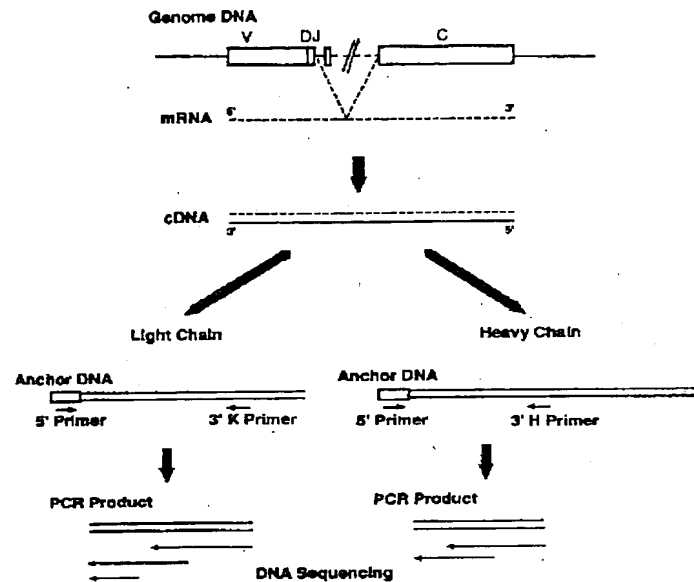 Genome DNA
V DJ C
5' 3'
mRNA
cDNA
3' 5'
Light Chain Heavy Chain
Anchor DNA Anchor DNA
5' Primer 3' K Primer 5' Primer 3' H Primer
PCR Product PCR Product
DNA Sequencing